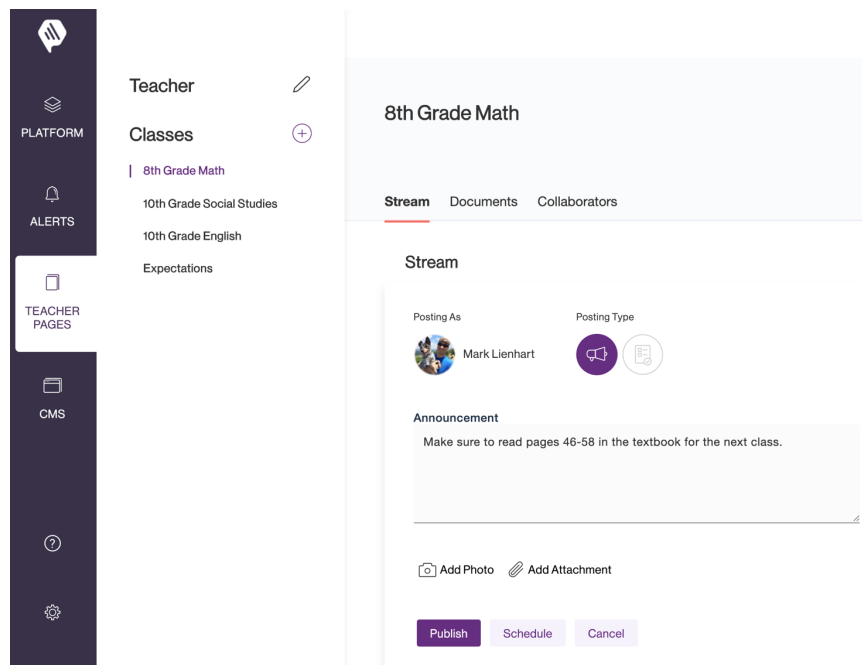 PLATFORM
ALERTS
TEACHER
PAGES
CMS
?
Teacher
Classes
8th Grade Math
10th Grade Social Studies
10th Grade English
Expectations
8th Grade Math
Stream Documents Collaborators
Stream
Posting As Posting Type
Mark Lienhart
Announcement
Make sure to read pages 46-58 in the textbook for the next class.
Add Photo Add Attachment
Publish Schedule Cancel